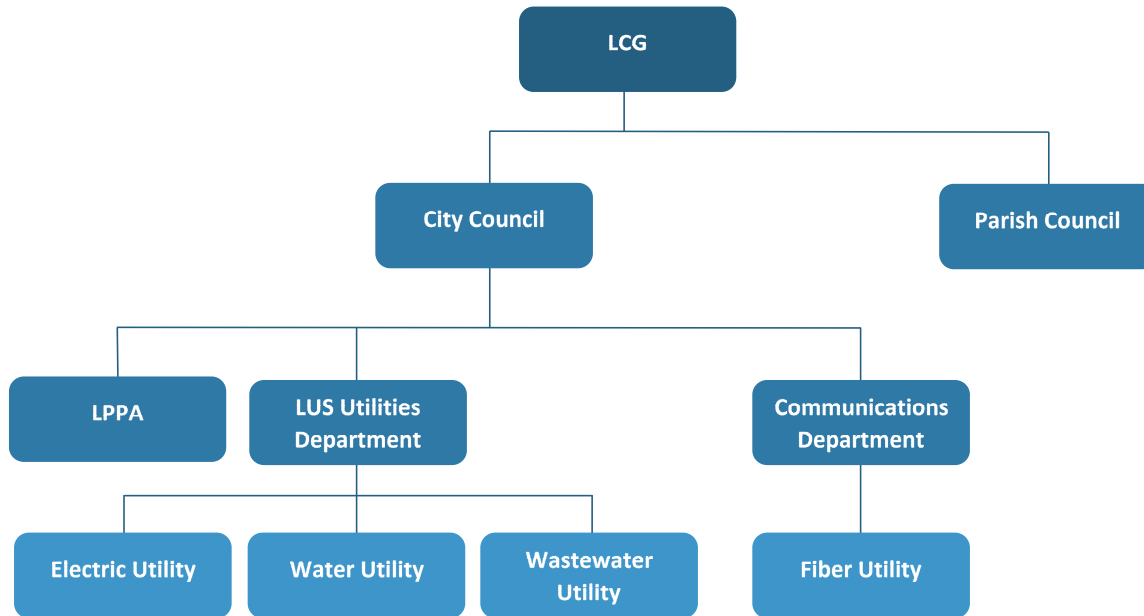 LCG
City Council
Parish Council
LPPA
LUS Utilities
Department
Communications
Department
Electric Utility
Water Utility
Wastewater
Utility
Fiber Utility